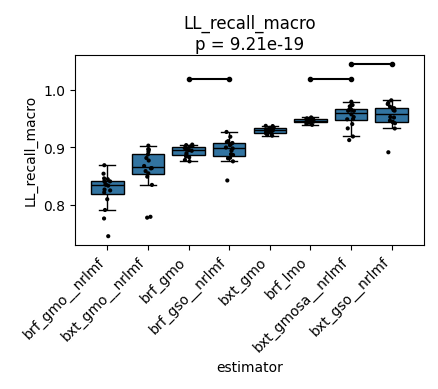 LL_recall_macro
p = 9.21e-19
LL_recall_macro
1.0
0.9
0.8
brf_gmo__nrlmf
bxt_gmo__nrlmf
brf_gmo
brf_gso__nrlmf
bxt_gmo
brf_lmo
bxt_gmosa__nrlmf
bxt_gso__nrlmf
estimator